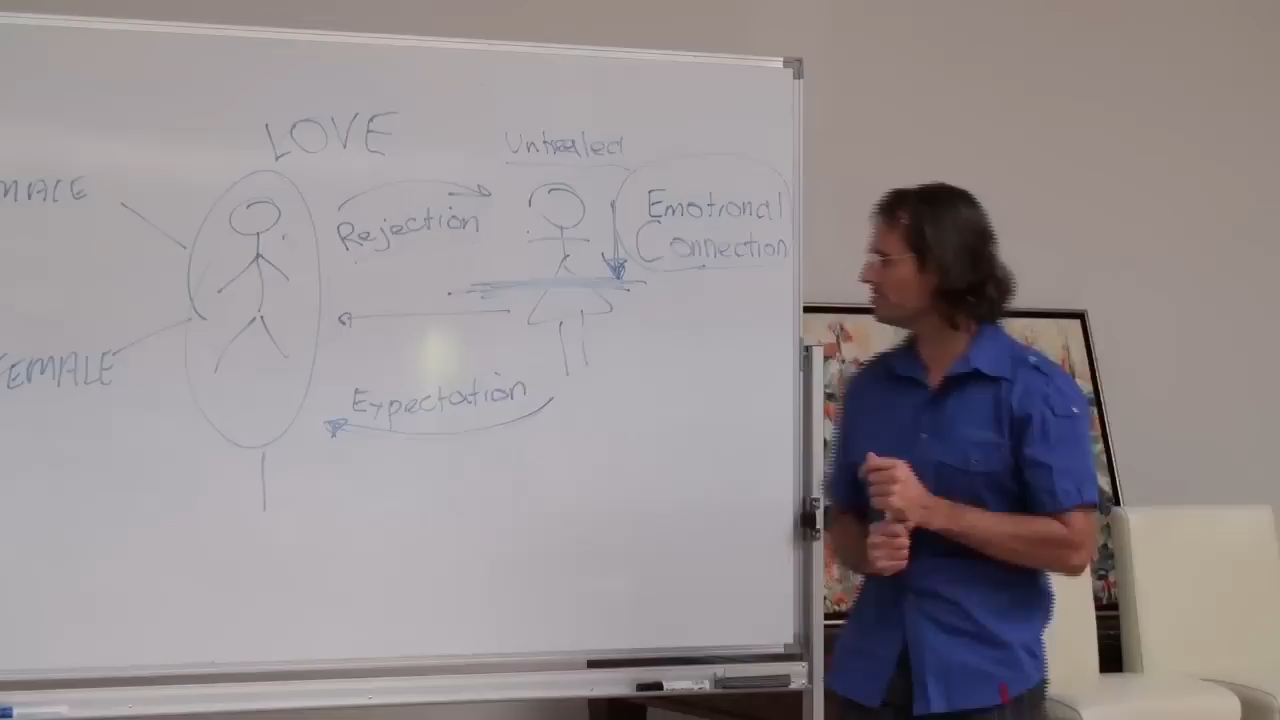 LOVE
Unhealed
MALE
Rejection
Emotional
Connection
FEMALE
Expectation